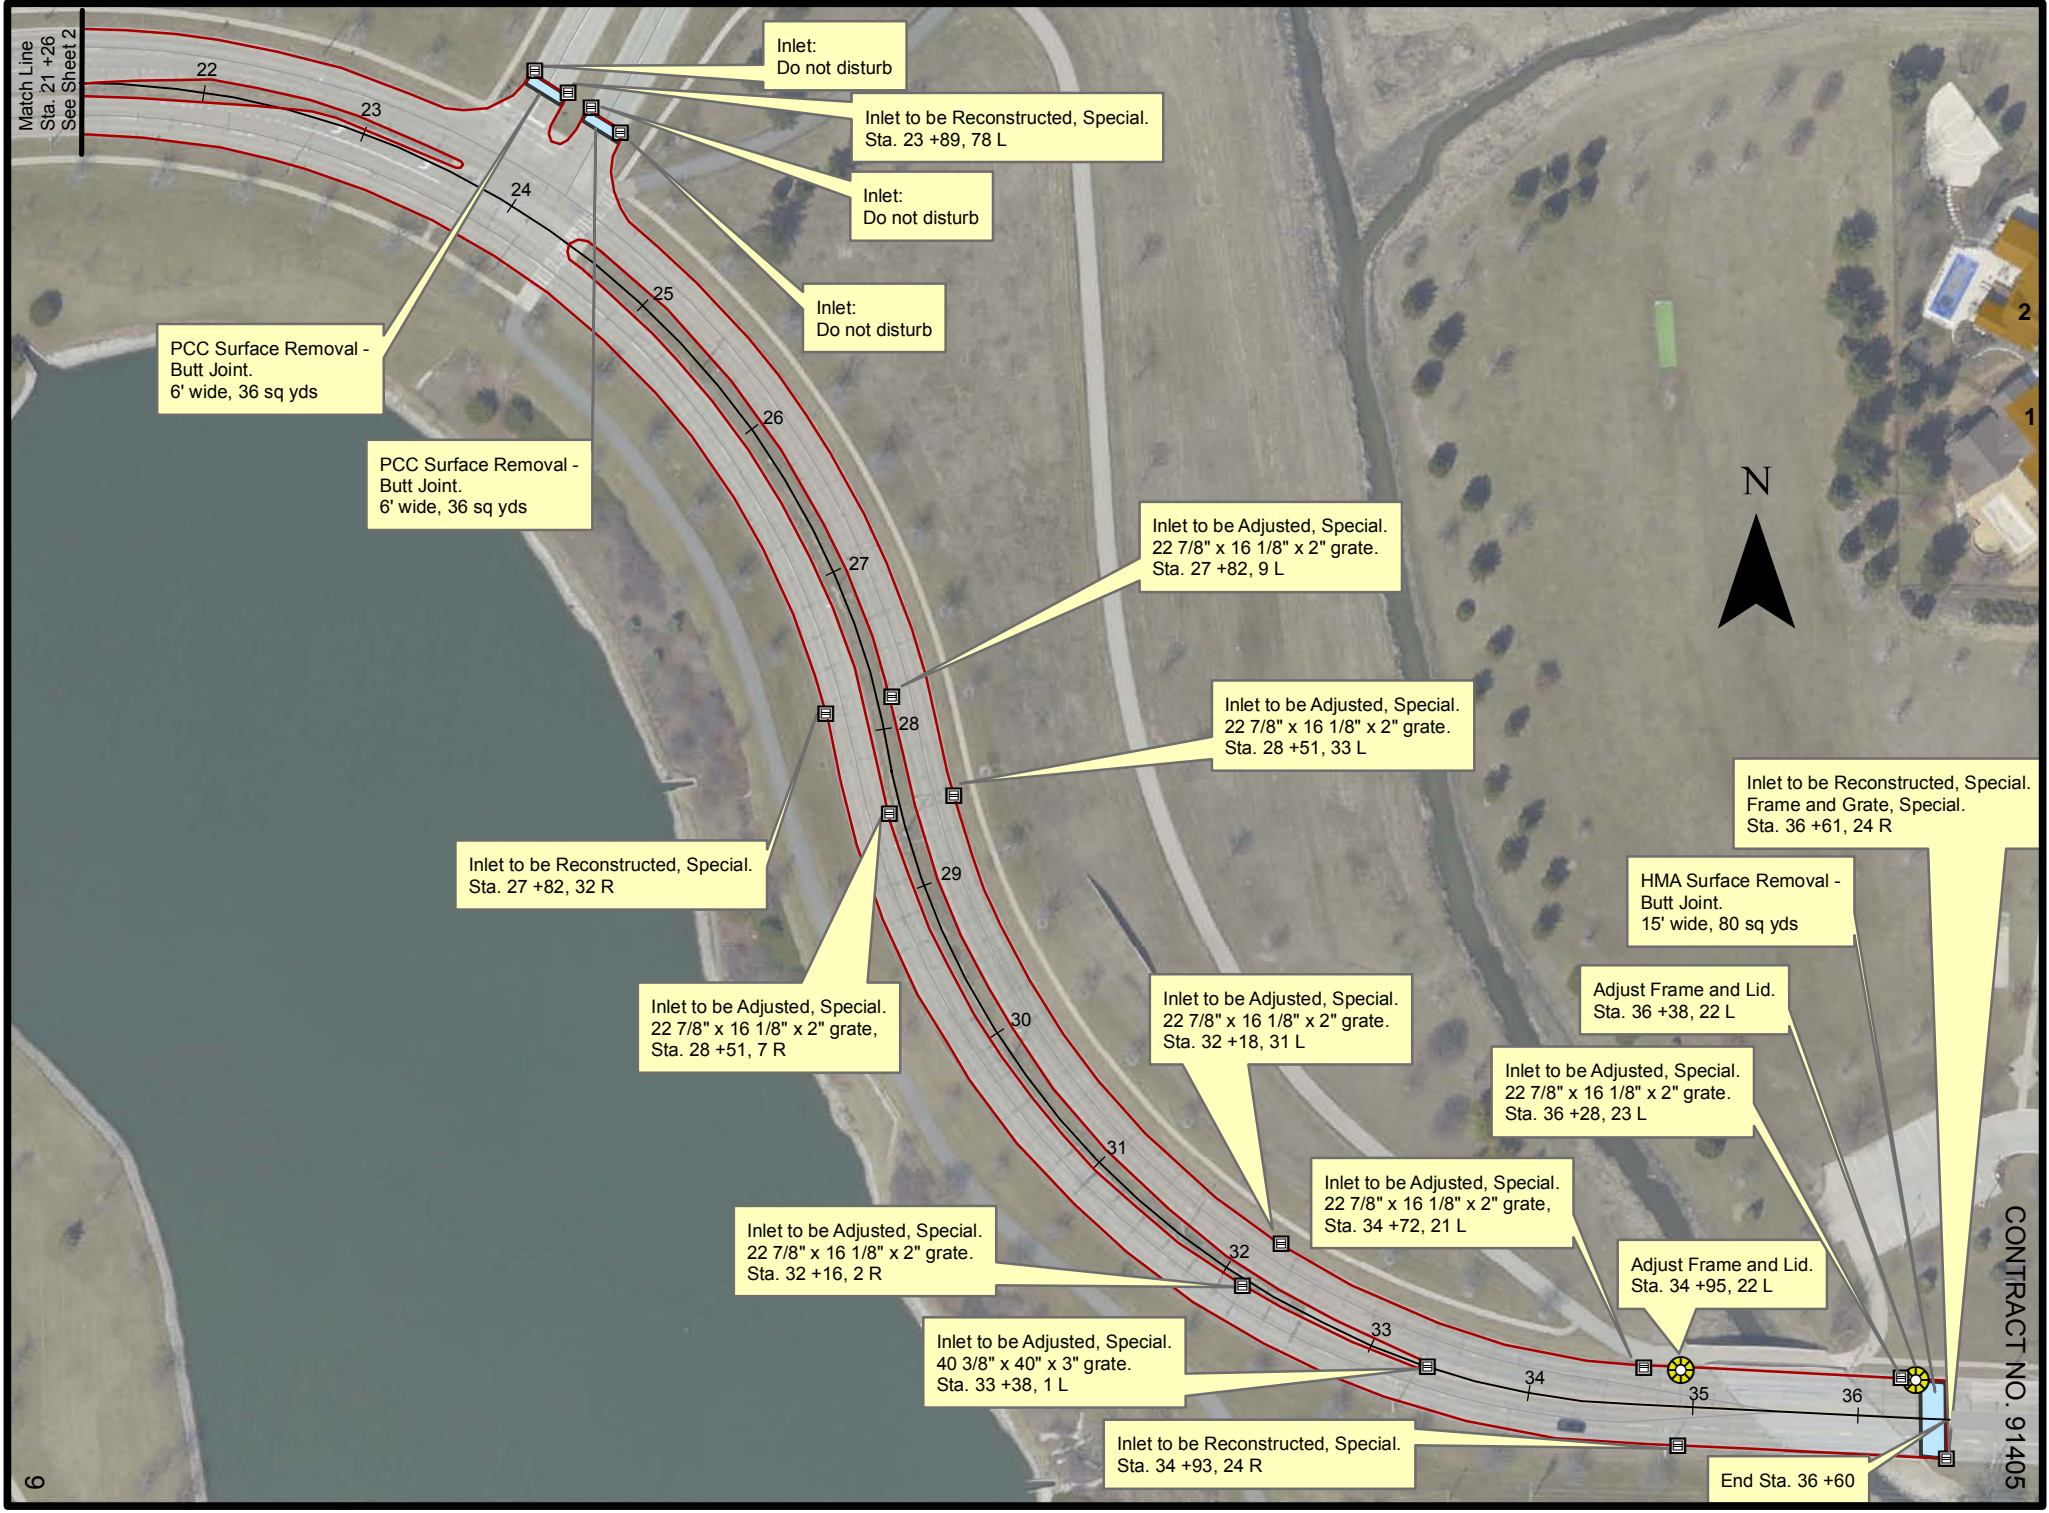 Match Line
Sta. 21 +26
See Sheet 2
22
23
24
25
26
27
28
29
30
31
32
33
34
35
36
Inlet:
Do not disturb
Inlet to be Reconstructed, Special.
Sta. 23 +89, 78 L
Inlet:
Do not disturb
Inlet:
Do not disturb
PCC Surface Removal -
Butt Joint.
6' wide, 36 sq yds
PCC Surface Removal -
Butt Joint.
6' wide, 36 sq yds
2
1
N
Inlet to be Adjusted, Special.
22 7/8" x 16 1/8" x 2" grate.
Sta. 27 +82, 9 L
Inlet to be Adjusted, Special.
22 7/8" x 16 1/8" x 2" grate.
Sta. 28 +51, 33 L
Inlet to be Reconstructed, Special.
Frame and Grate, Special.
Sta. 36 +61, 24 R
Inlet to be Reconstructed, Special.
Sta. 27 +82, 32 R
HMA Surface Removal -
Butt Joint.
15' wide, 80 sq yds
Inlet to be Adjusted, Special.
22 7/8" x 16 1/8" x 2" grate,
Sta. 28 +51, 7 R
Inlet to be Adjusted, Special.
22 7/8" x 16 1/8" x 2" grate.
Sta. 32 +18, 31 L
Adjust Frame and Lid.
Sta. 36 +38, 22 L
Inlet to be Adjusted, Special.
22 7/8" x 16 1/8" x 2" grate.
Sta. 36 +28, 23 L
Inlet to be Adjusted, Special.
22 7/8" x 16 1/8" x 2" grate,
Sta. 34 +72, 21 L
Inlet to be Adjusted, Special.
22 7/8" x 16 1/8" x 2" grate.
Sta. 32 +16, 2 R
Adjust Frame and Lid.
Sta. 34 +95, 22 L
Inlet to be Adjusted, Special.
40 3/8" x 40" x 3" grate.
Sta. 33 +38, 1 L
Inlet to be Reconstructed, Special.
Sta. 34 +93, 24 R
End Sta. 36 +60
CONTRACT NO. 91405
6